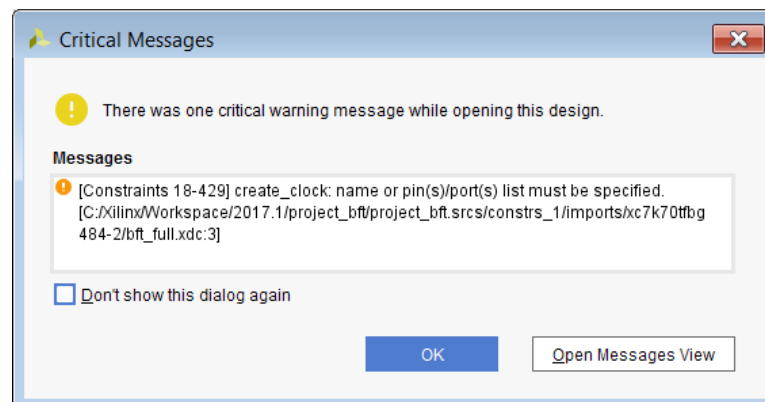 Critical Messages
There was one critical warning message while opening this design.
Messages
[Constraints 18-429] create_clock: name or pin(s)/port(s) list must be specified.
[C:/Xilinx/Workspace/2017.1/project_bft/project_bft.srcs/constrs_1/imports/xc7k70tfbg
484-2/bft_full.xdc:3]
Don't show this dialog again
OK
Open Messages View